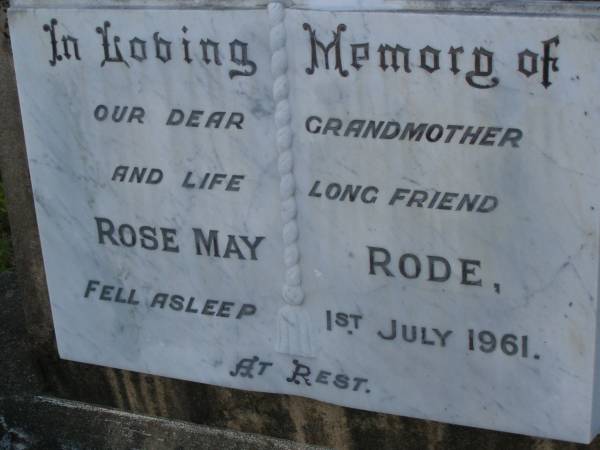 In Loving Memory of
OUR DEAR GRANDMOTHER
AND LIFE LONG FRIEND
ROSE MAY RODE,
FELL ASLEEP 1ST JULY 1961.
AT REST.